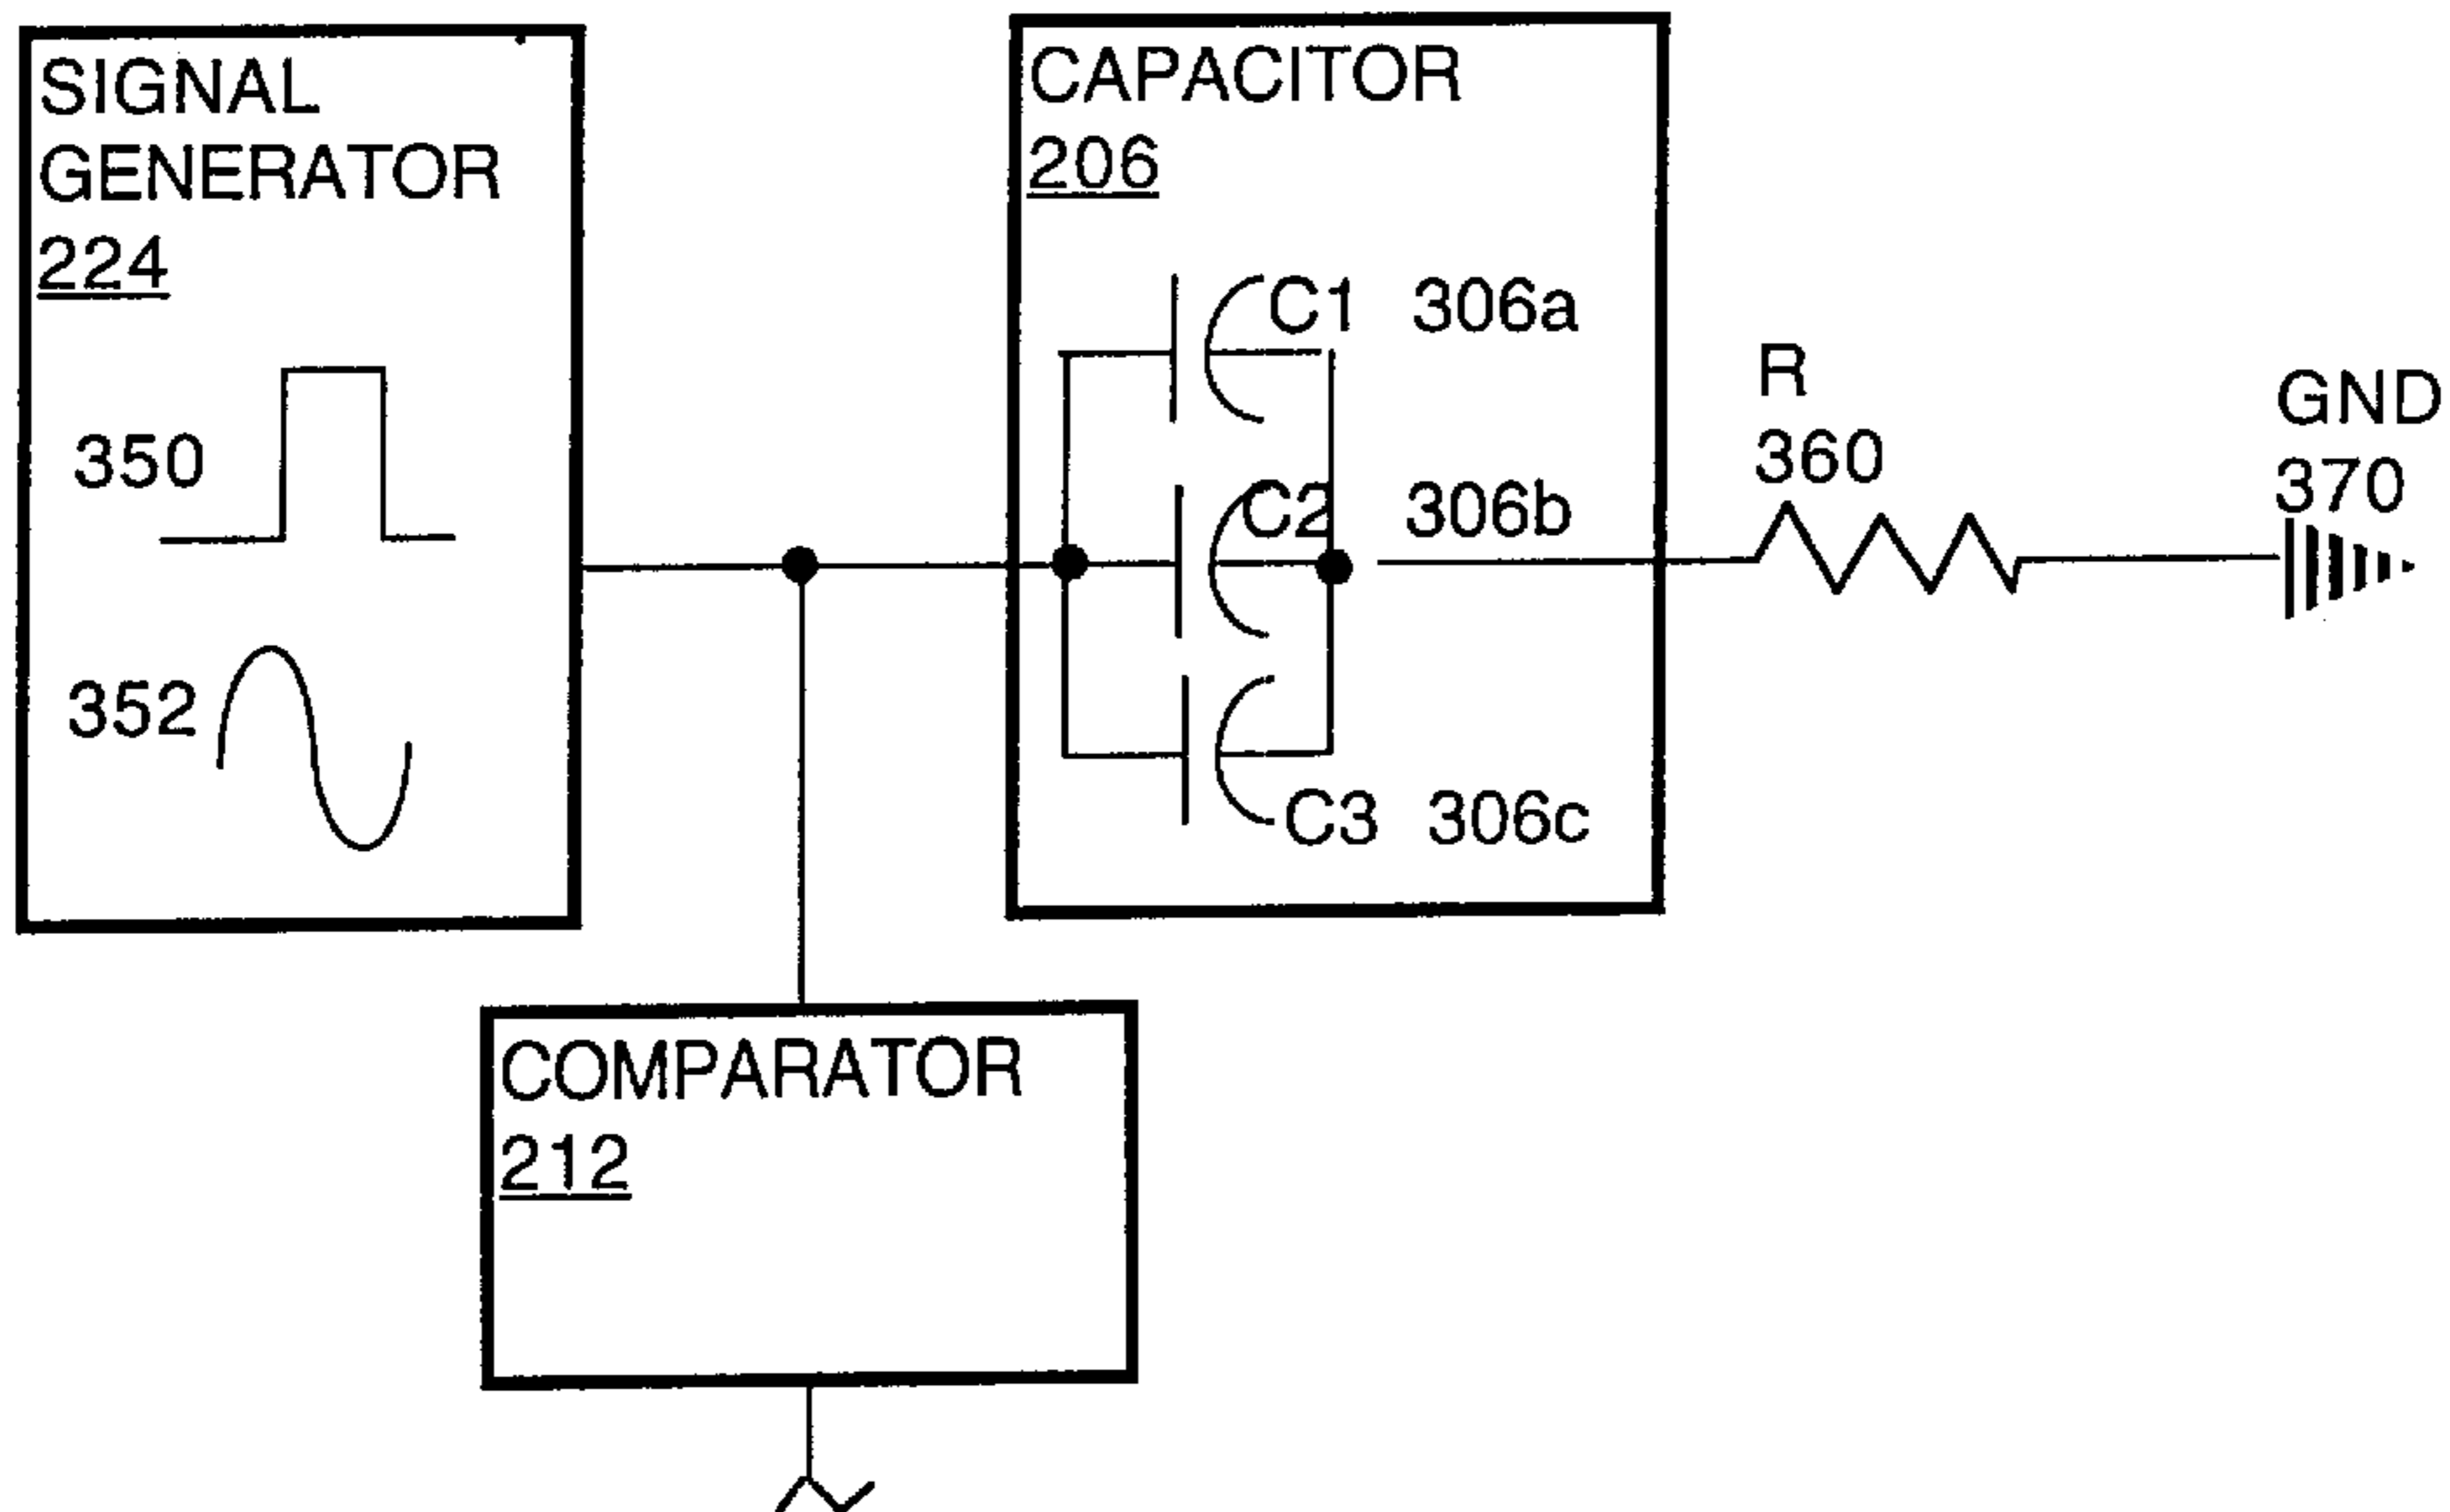 SIGNAL
GENERATOR
224
350
352
CAPACITOR
206
C1 306a
C2 306b
C3 306c
R
360
GND
370
COMPARATOR
212